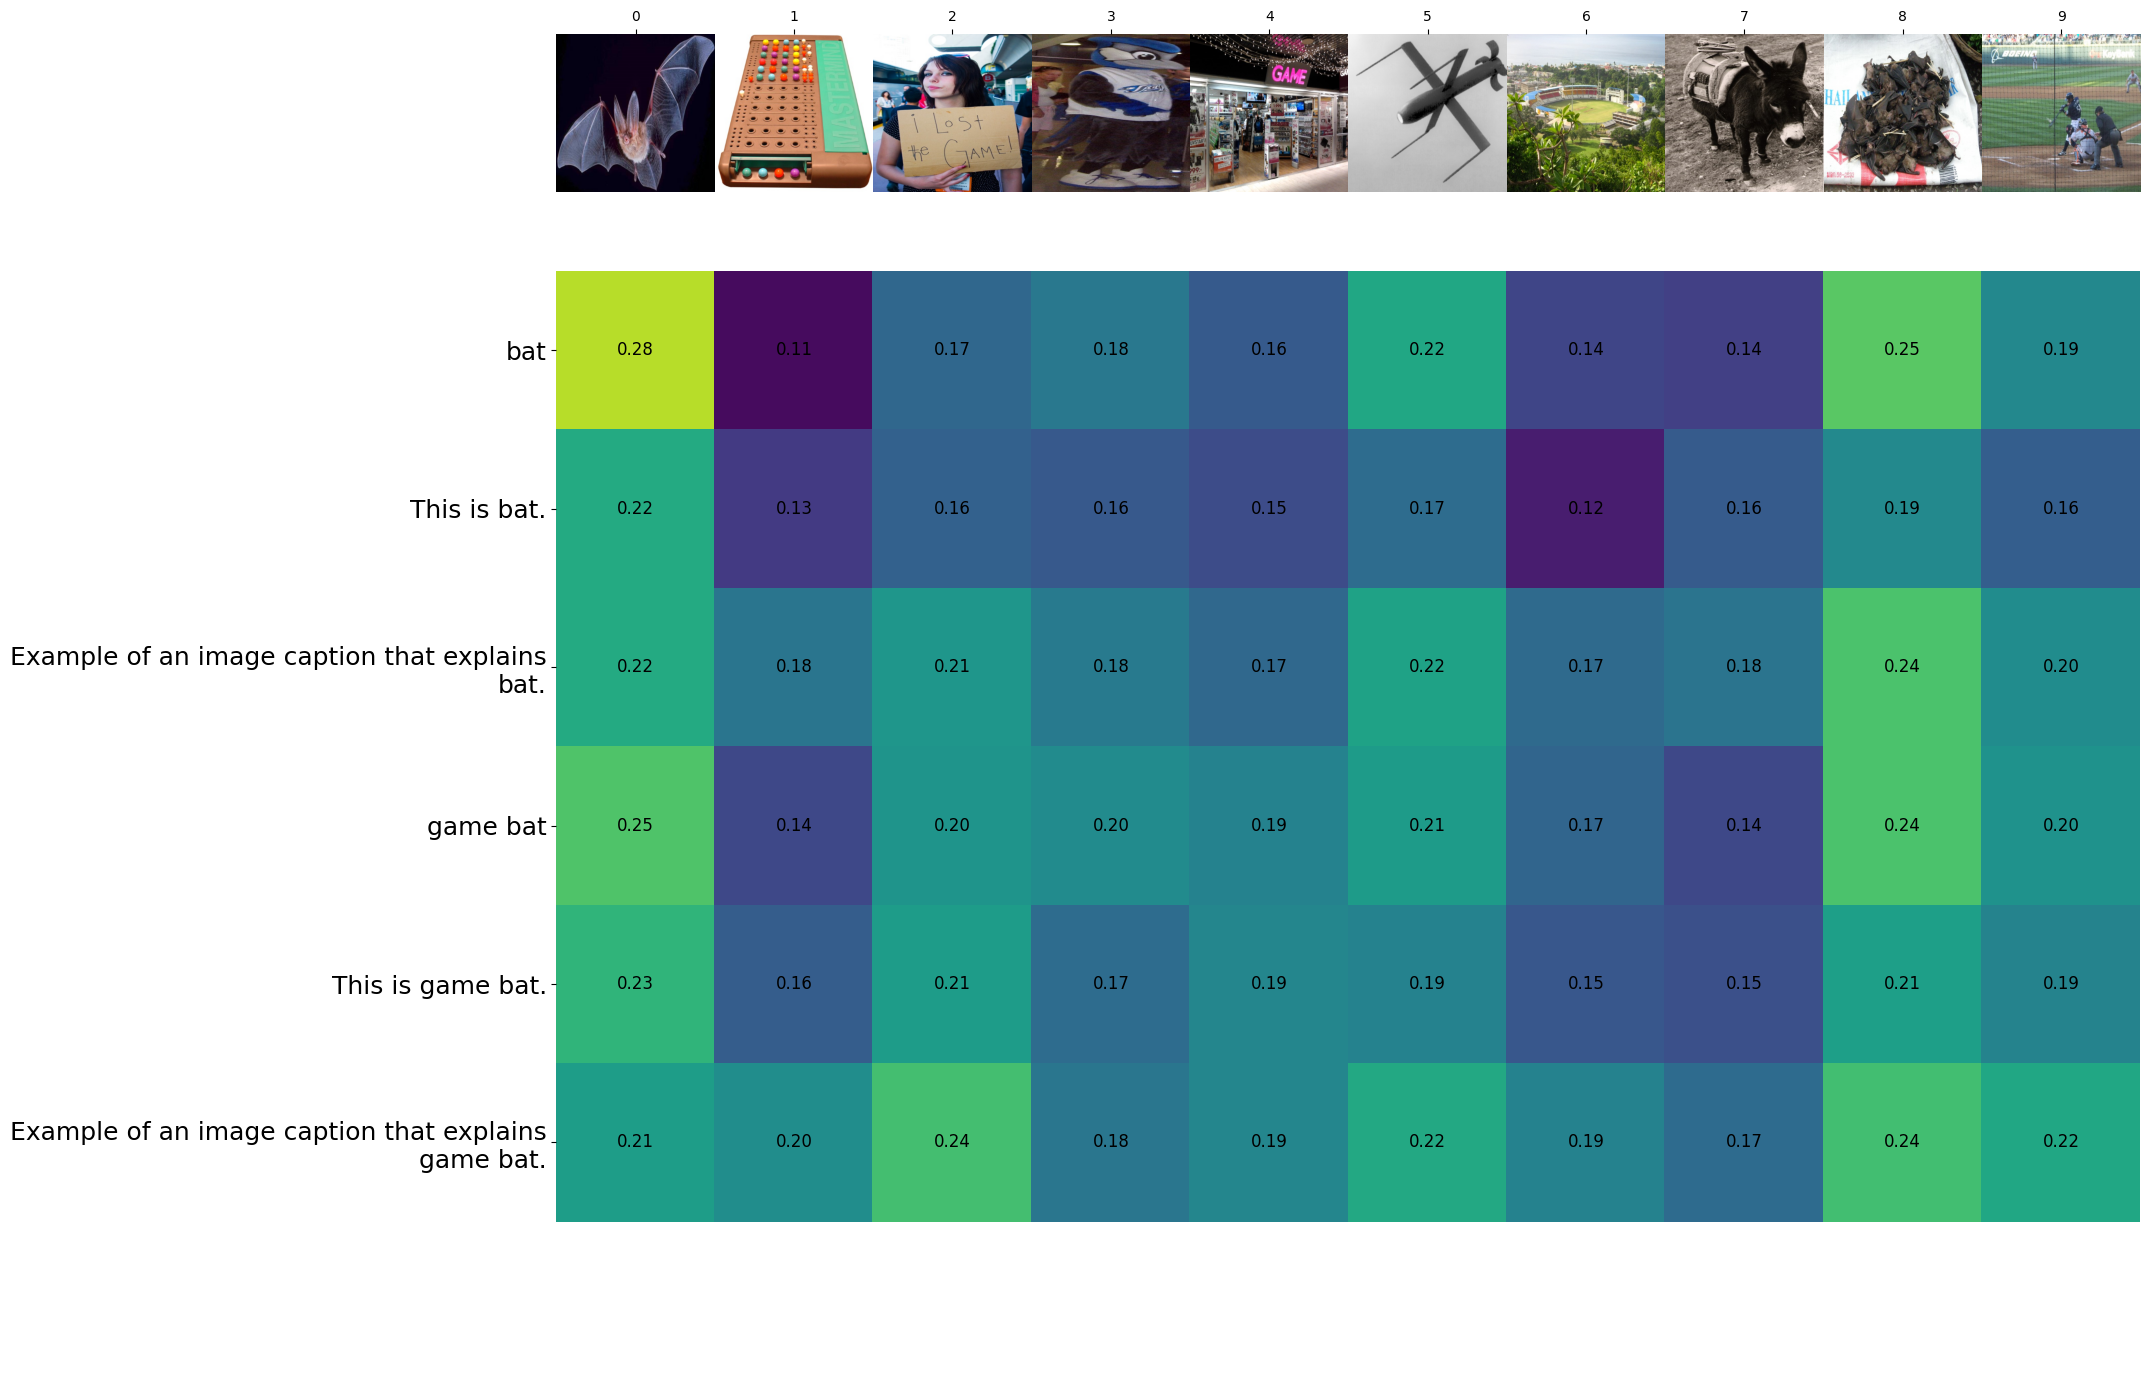 0 1 2 3 4 5 6 7 8 9
MASTERMIND
i LosT
the GAME!
GAME
BOEING
KeyBank
bat 0.28 0.11 0.17 0.18 0.16 0.22 0.14 0.14 0.25 0.19
This is bat. 0.22 0.13 0.16 0.16 0.15 0.17 0.12 0.16 0.19 0.16
Example of an image caption that explains
bat. 0.22 0.18 0.21 0.18 0.17 0.22 0.17 0.18 0.24 0.20
game bat 0.25 0.14 0.20 0.20 0.19 0.21 0.17 0.14 0.24 0.20
This is game bat. 0.23 0.16 0.21 0.17 0.19 0.19 0.15 0.15 0.21 0.19
Example of an image caption that explains
game bat. 0.21 0.20 0.24 0.18 0.19 0.22 0.19 0.17 0.24 0.22